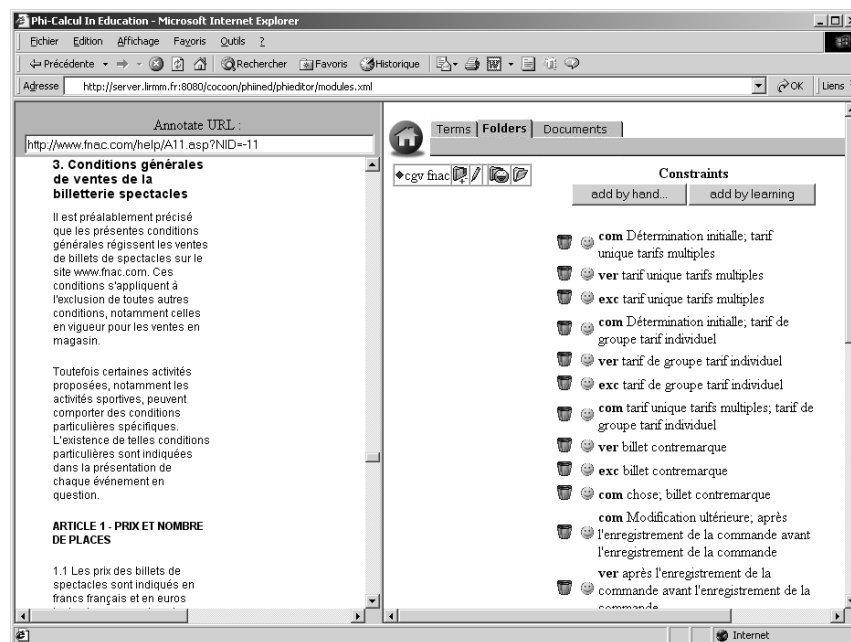 Phi-Calcul In Education - Microsoft Internet Explorer
Fichier Edition Affichage Favoris Outils ?
Précédente Rechercher Favoris Historique
Adresse http://server.lirmm.fr:8080/cocoon/phiined/phieditor/modules.xml OK Liens
Annotate URL :
http://www.fnac.com/help/A11.asp?NID=-11
3. Conditions générales
de ventes de la
billetterie spectacles
Il est préalablement précisé
que les présentes conditions
générales régissent les ventes
de billets de spectacles sur le
site www.fnac.com. Ces
conditions s'appliquent à
l'exclusion de toutes autres
conditions, notamment celles
en vigueur pour les ventes en
magasin.
Toutefois certaines activités
proposées, notamment les
activités sportives, peuvent
comporter des conditions
particulières spécifiques.
L'existence de telles conditions
particulières sont indiquées
dans la présentation de
chaque événement en
question.
ARTICLE 1 - PRIX ET NOMBRE
DE PLACES
1.1 Les prix des billets de
spectacles sont indiqués en
francs français et en euros
Terms Folders Documents
cgv fnac
Constraints
add by hand... add by learning
com Détermination initialle; tarif
unique tarifs multiples
ver tarif unique tarifs multiples
exc tarif unique tarifs multiples
com Détermination initialle; tarif de
groupe tarif individuel
ver tarif de groupe tarif individuel
exc tarif de groupe tarif individuel
com tarif unique tarifs multiples; tarif de
groupe tarif individuel
ver billet contremarque
exc billet contremarque
com chose; billet contremarque
com Modification ultérieure; après
l'enregistrement de la commande avant
l'enregistrement de la commande
ver après l'enregistrement de la
commande avant l'enregistrement de la
commande
Internet